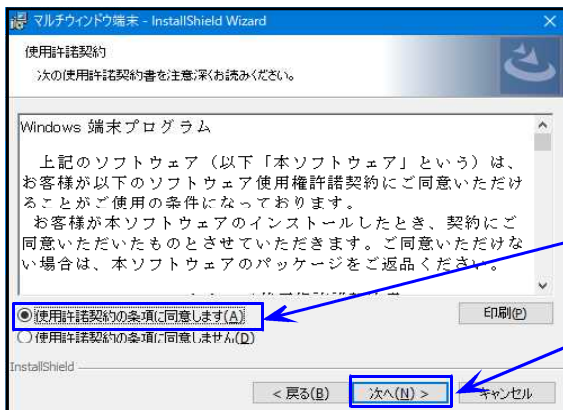 マルチウィンドウ端末 - InstallShield Wizard
使用許諾契約
次の使用許諾契約書を注意深くお読みください。
Windows 端末プログラム
上記のソフトウェア（以下「本ソフトウェア」という）は、
お客様が以下のソフトウェア使用権許諾契約にご同意いただけ
ることがご使用の条件になっております。
お客様が本ソフトウェアのインストールしたとき、契約にご
同意いただいたものとさせていただきます。ご同意いただけな
い場合は、本ソフトウェアのパッケージをご返品ください。
使用許諾契約の条項に同意します(A)
印刷(P)
使用許諾契約の条項に同意しません(D)
InstallShield
< 戻る(B)
次へ(N) >
キャンセル